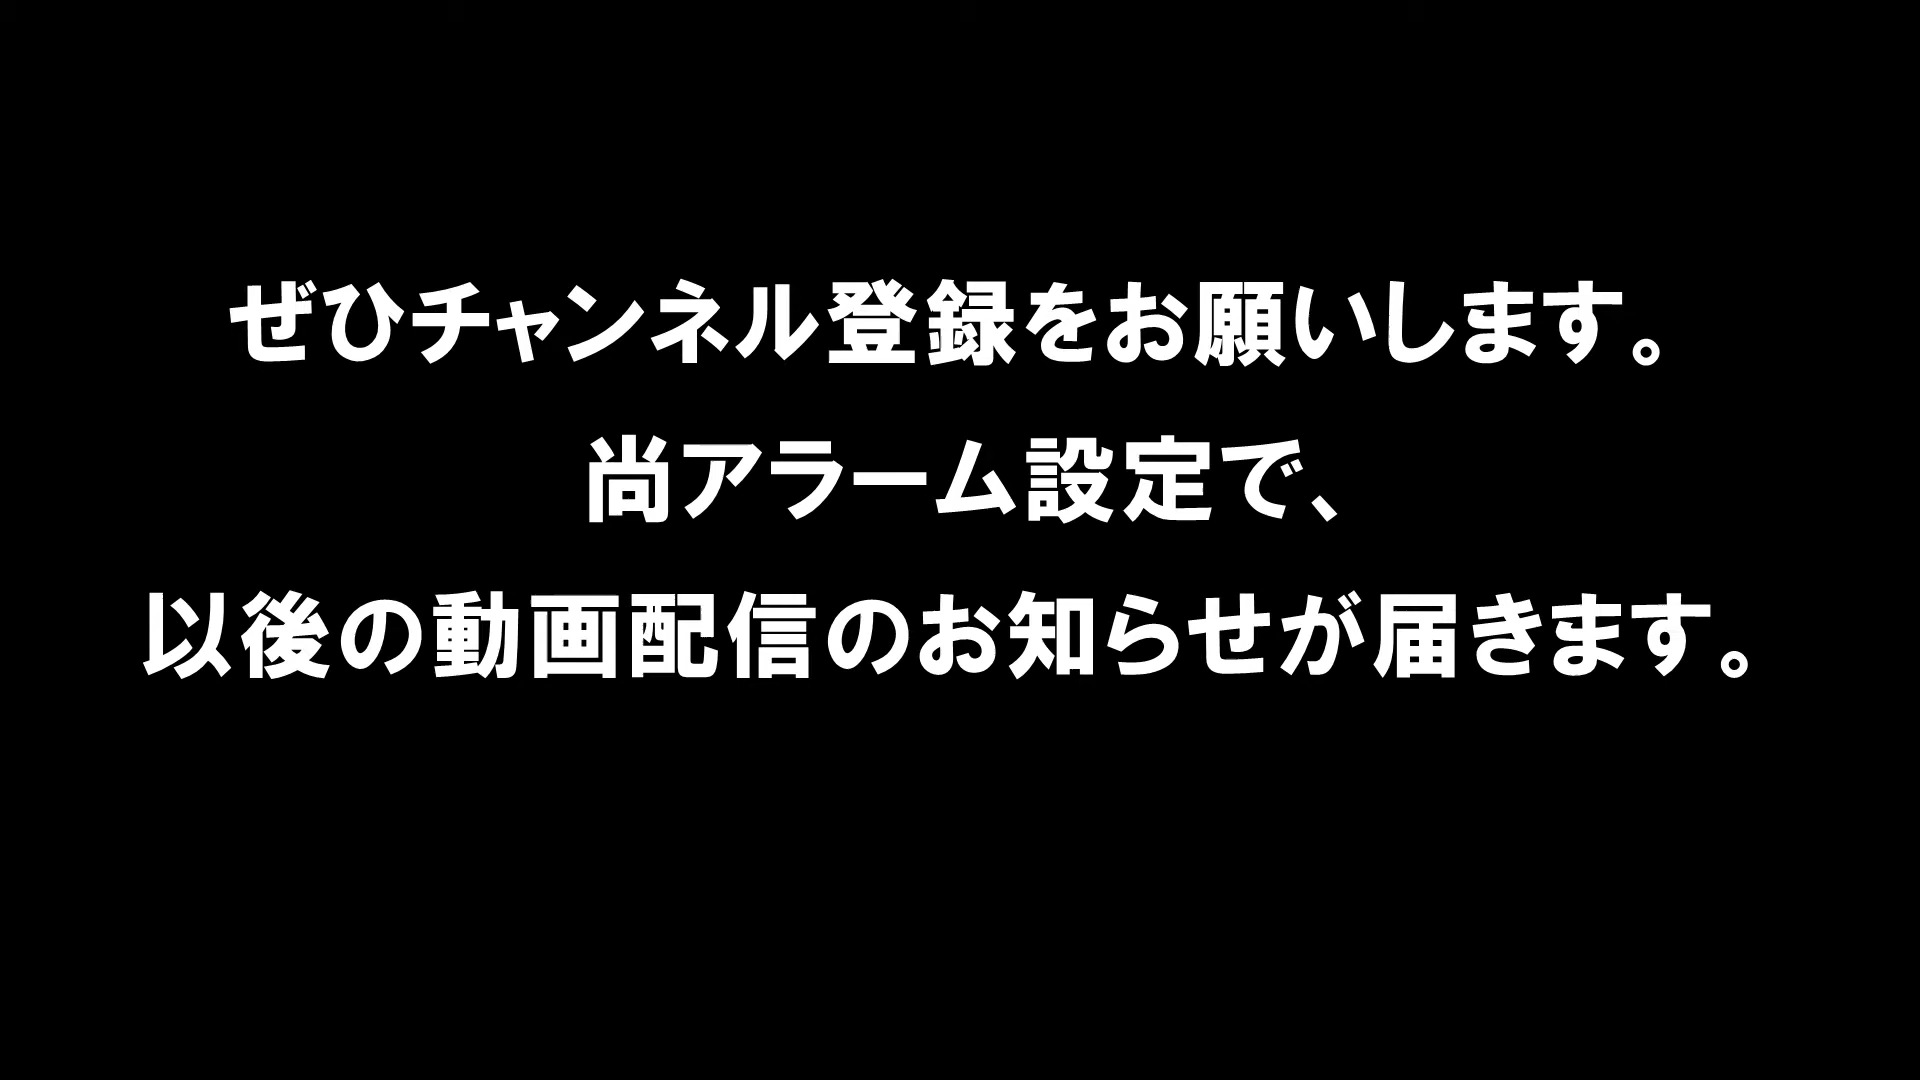 ぜひチャンネル登録をお願いします。
尚アラーム設定で、
以後の動画配信のお知らせが届きます。